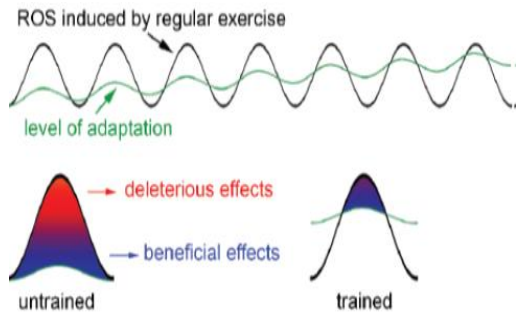 ROS induced by regular exercise
level of adaptation
deleterious effects
beneficial effects
untrained
trained